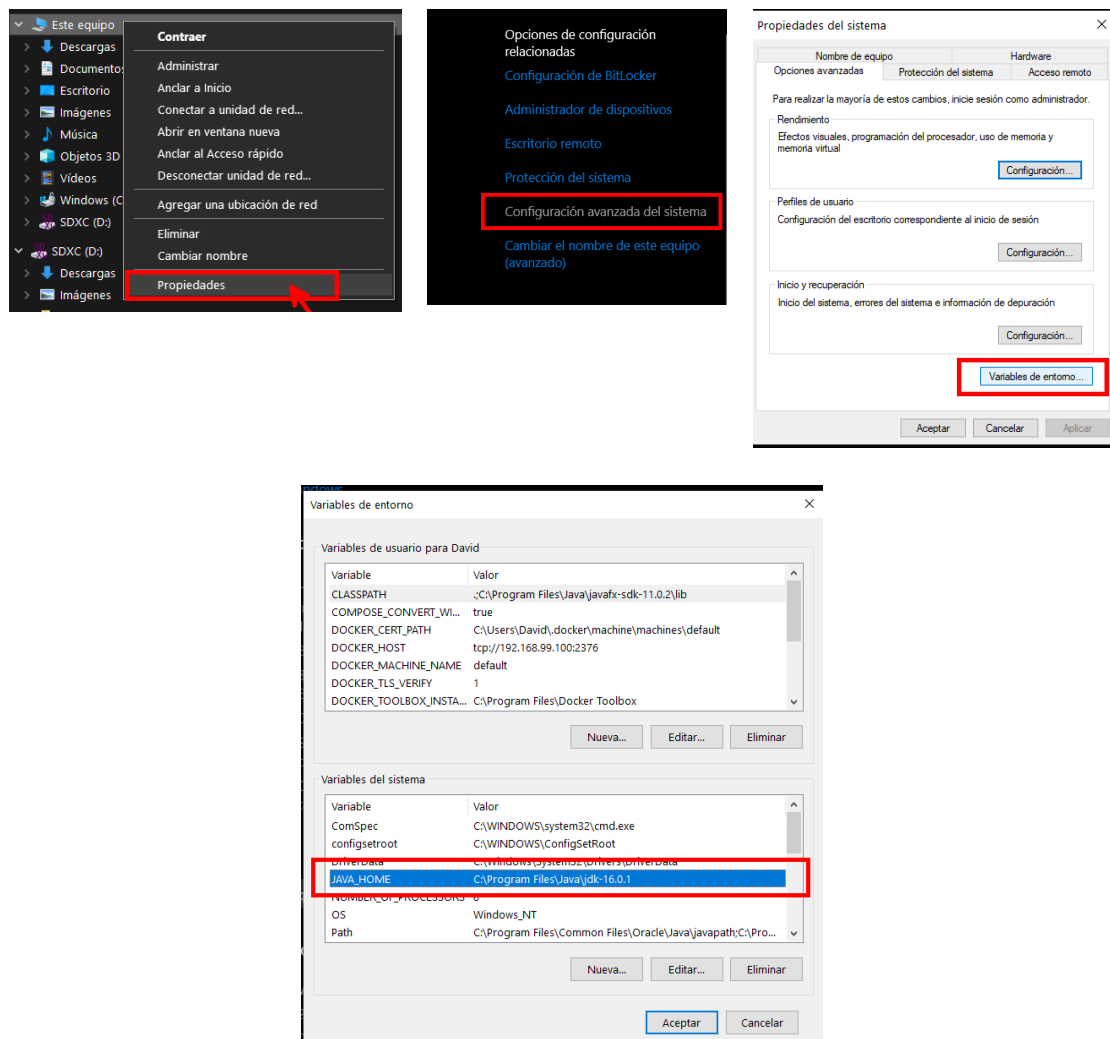 Este equipo
Descargas
Documentos
Escritorio
Imágenes
Música
Objetos 3D
Vídeos
Windows (C
SDXC (D:)
SDXC (D:)
Descargas
Imágenes
Contraer
Administrar
Anclar a Inicio
Conectar a unidad de red...
Abrir en ventana nueva
Anclar al Acceso rápido
Desconectar unidad de red...
Agregar una ubicación de red
Eliminar
Cambiar nombre
Propiedades
Opciones de configuración
relacionadas
Configuración de BitLocker
Administrador de dispositivos
Escritorio remoto
Protección del sistema
Configuración avanzada del sistema
Cambiar el nombre de este equipo
(avanzado)
Propiedades del sistema
Nombre de equipo Hardware
Opciones avanzadas Protección del sistema Acceso remoto
Para realizar la mayoría de estos cambios, inicie sesión como administrador.
Rendimiento
Efectos visuales, programación del procesador, uso de memoria y
memoria virtual
Configuración...
Perfiles de usuario
Configuración del escritorio correspondiente al inicio de sesión
Configuración...
Inicio y recuperación
Inicio del sistema, errores del sistema e información de depuración
Configuración...
Variables de entorno...
Aceptar Cancelar Aplicar
Variables de entorno
Variables de usuario para David
Variable Valor
CLASSPATH .;C:\Program Files\Java\javafx-sdk-11.0.2\lib
COMPOSE_CONVERT_WI... true
DOCKER_CERT_PATH C:\Users\David\.docker\machine\machines\default
DOCKER_HOST tcp://192.168.99.100:2376
DOCKER_MACHINE_NAME default
DOCKER_TLS_VERIFY 1
DOCKER_TOOLBOX_INSTA... C:\Program Files\Docker Toolbox
Nueva... Editar... Eliminar
Variables del sistema
Variable Valor
ComSpec C:\WINDOWS\system32\cmd.exe
configsetroot C:\WINDOWS\ConfigSetRoot
DriverData C:\Windows\System32\Drivers\DriverData
JAVA_HOME C:\Program Files\Java\jdk-16.0.1
NUMBER_OF_PROCESSORS 8
OS Windows_NT
Path C:\Program Files\Common Files\Oracle\Java\javapath;C:\Pro...
Nueva... Editar... Eliminar
Aceptar Cancelar